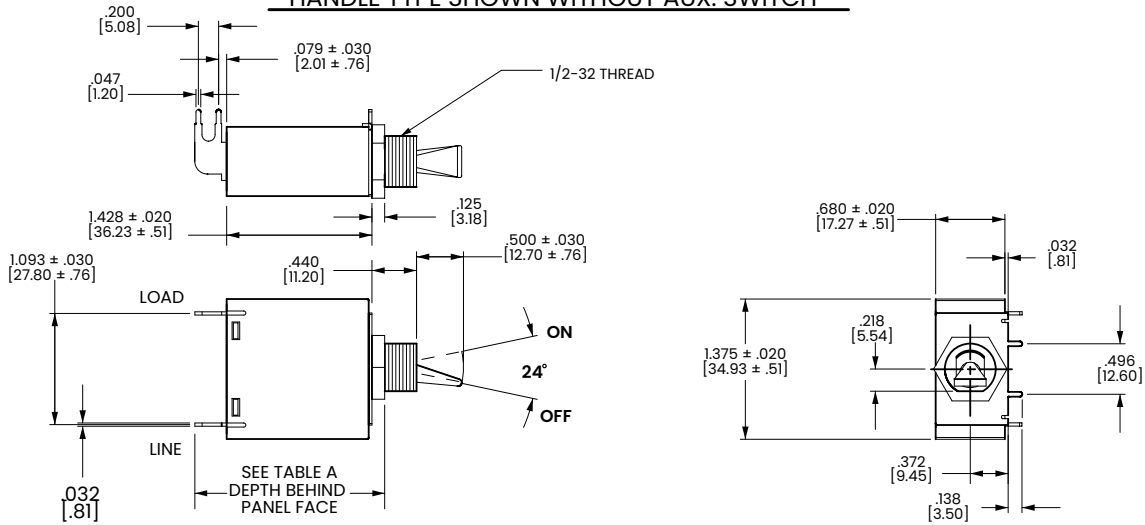 HANDLE TYPE SHOWN WITHOUT AUX. SWITCH
.200
[5.08]
.079 ± .030
[2.01 ± .76]
.047
[1.20]
1/2-32 THREAD
1.428 ± .020
[36.23 ± .51]
.125
[3.18]
1.093 ± .030
[27.80 ± .76]
.440
[11.20]
.500 ± .030
[12.70 ± .76]
LOAD
ON
24°
OFF
LINE
.032
[.81]
SEE TABLE A
DEPTH BEHIND
PANEL FACE
.680 ± .020
[17.27 ± .51]
.032
[.81]
.218
[5.54]
1.375 ± .020
[34.93 ± .51]
.496
[12.60]
.372
[9.45]
.138
[3.50]